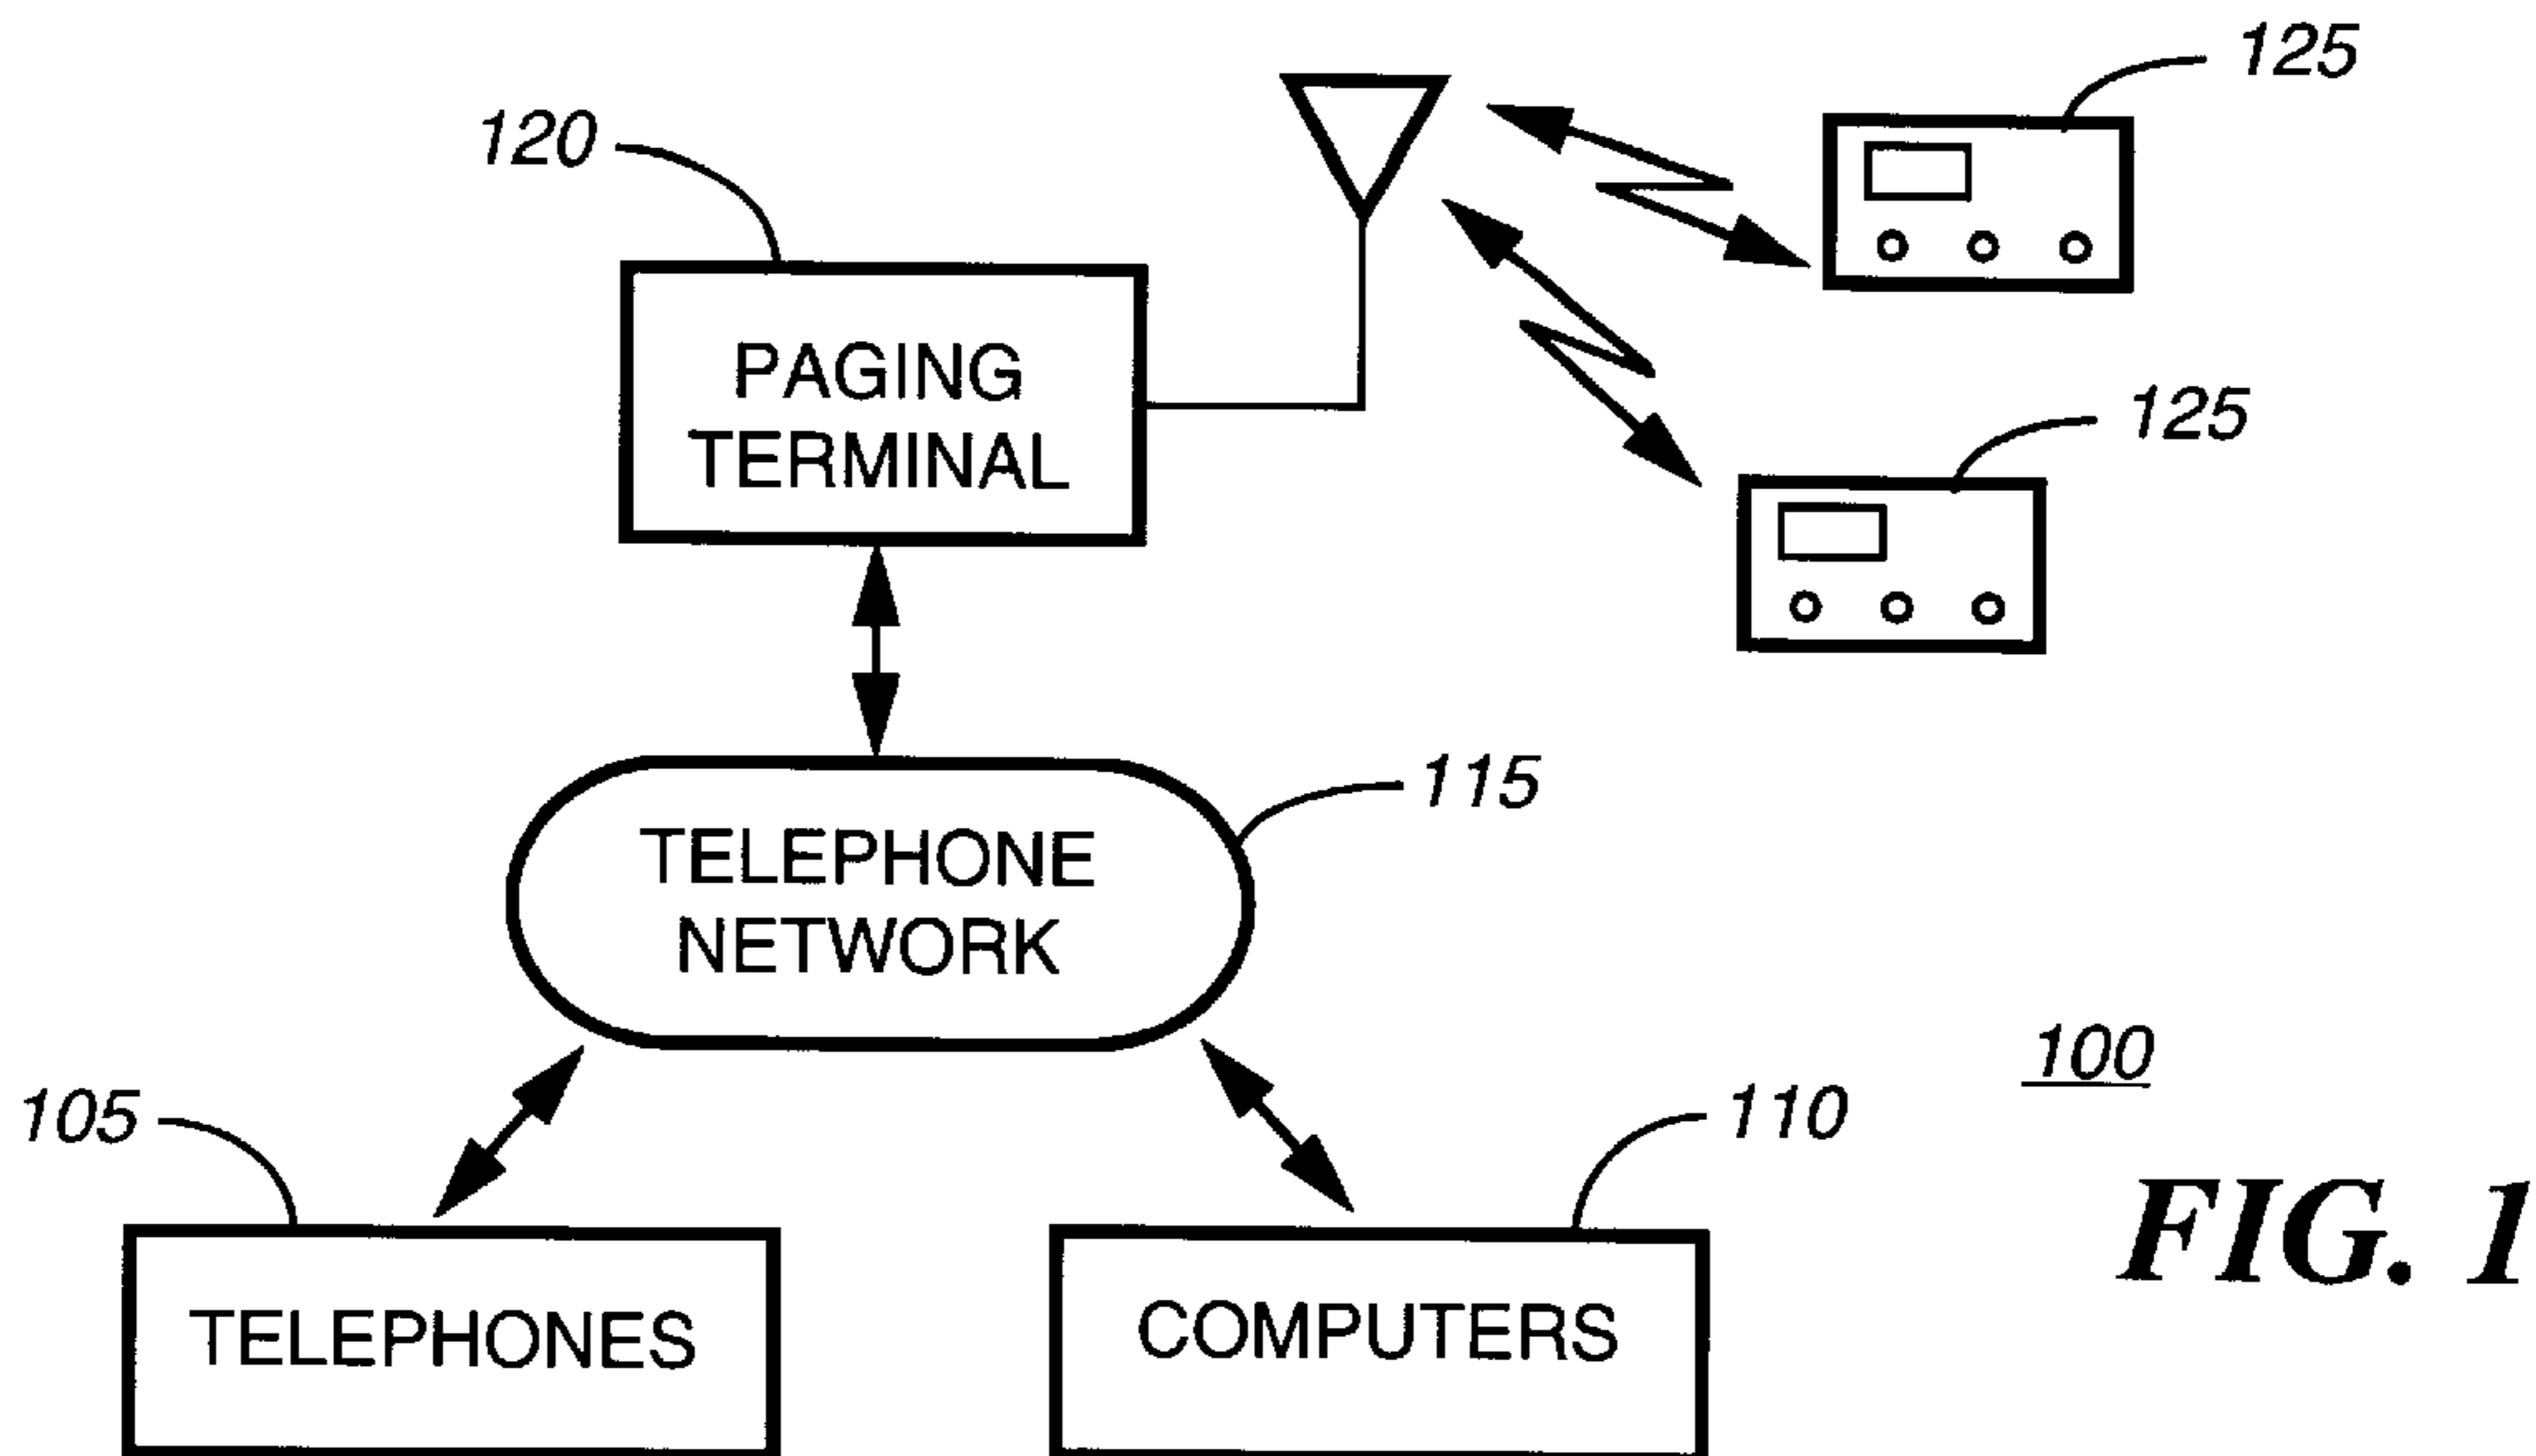 125
120
PAGING
TERMINAL
125
115
TELEPHONE
NETWORK
100
105
110
FIG. 1
TELEPHONES
COMPUTERS